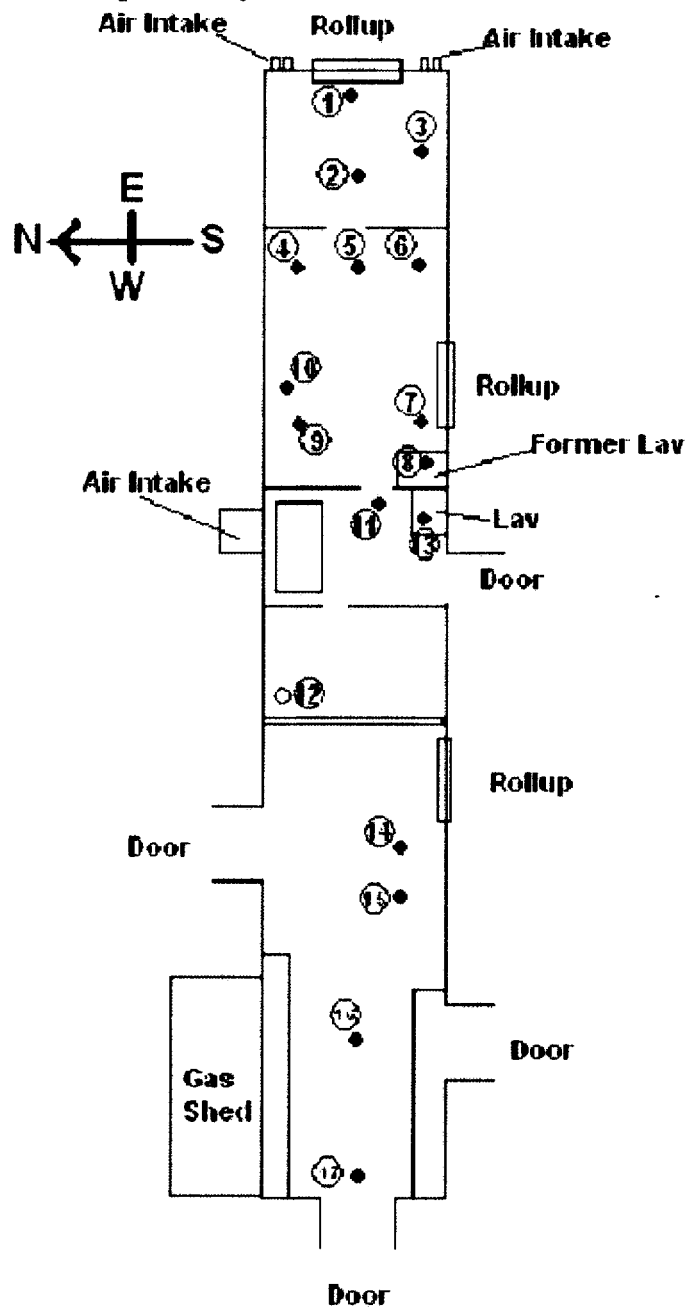 Air Intake
Rollup
Air Intake
1
3
2
E
N
S
W
4
5
6
10
7
Rollup
9
8
Former Lav
Air Intake
11
Lav
13
Door
12
Rollup
14
Door
15
16
Door
Gas
Shed
17
Door